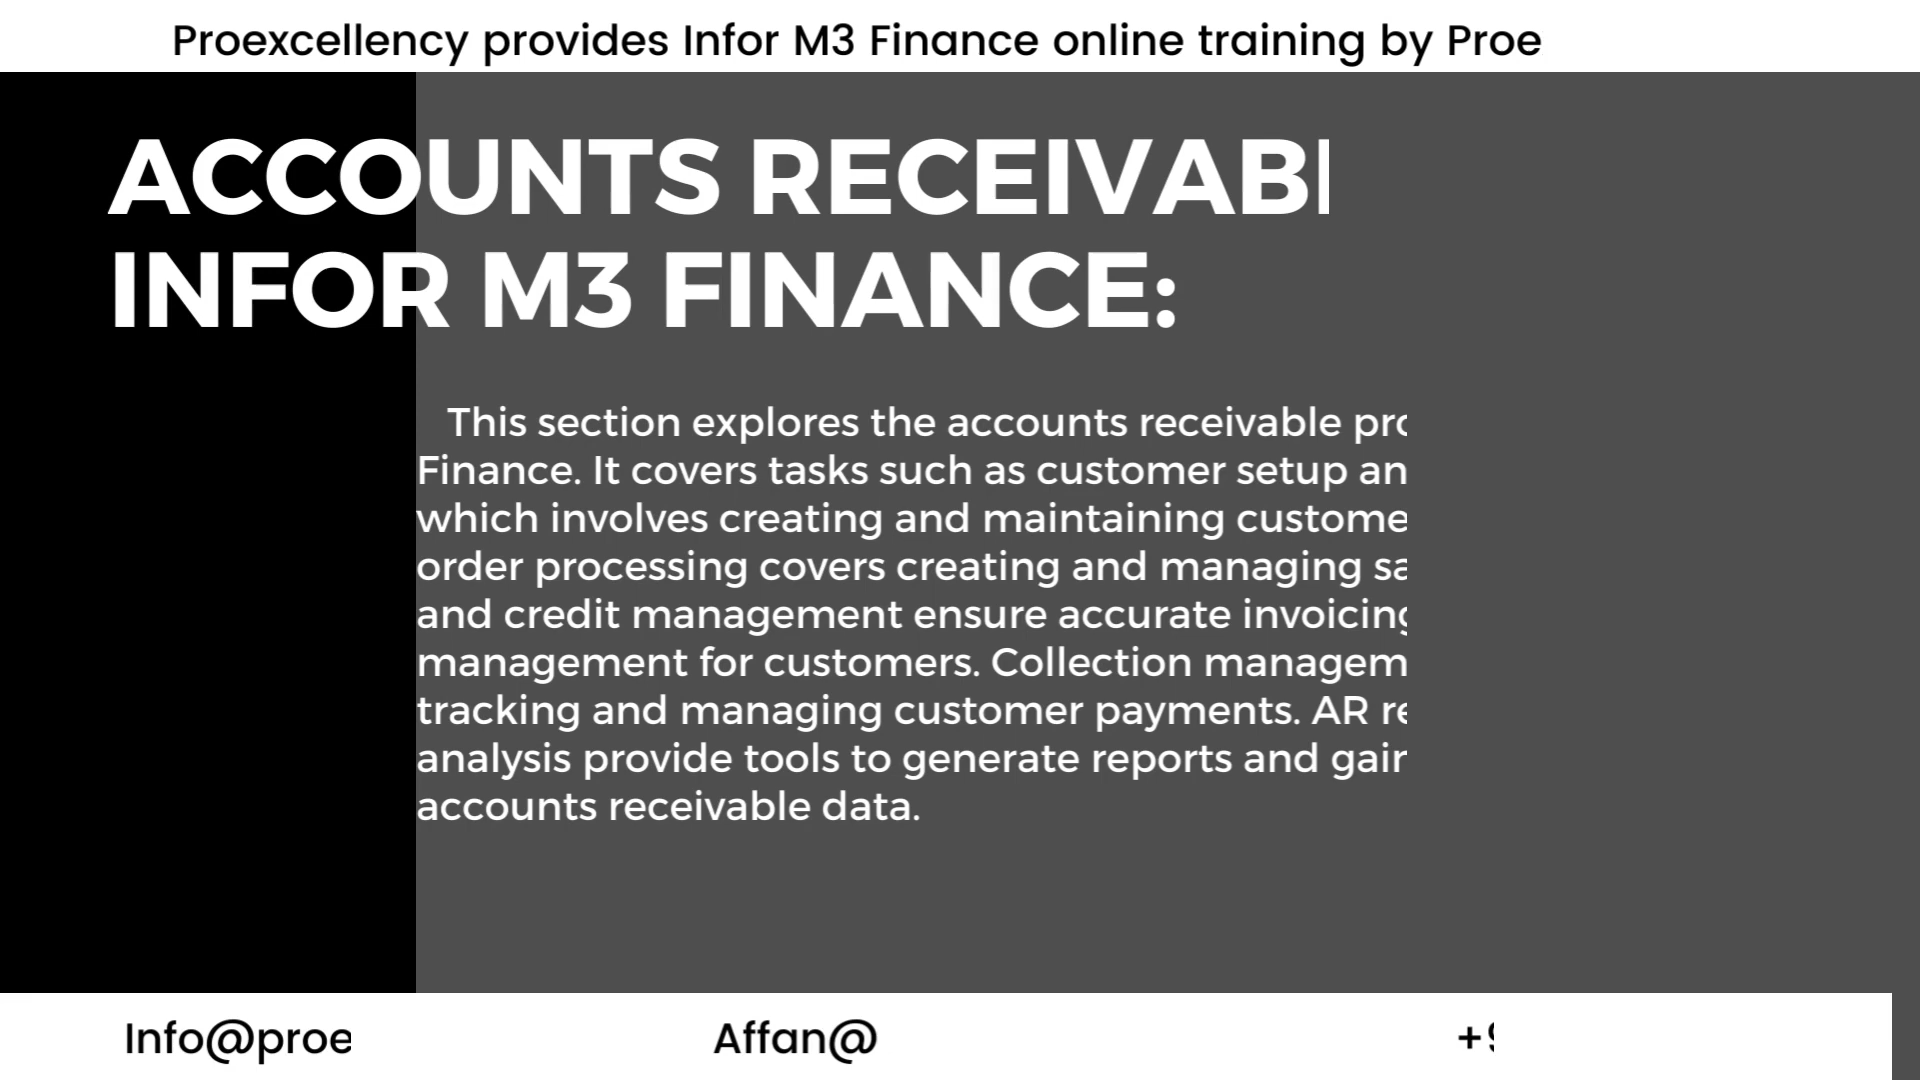 Proexcellency provides Infor M3 Finance online training by Proe
ACCOUNTS RECEIVAB
INFOR M3 FINANCE:
This section explores the accounts receivable pro
Finance. It covers tasks such as customer setup an
which involves creating and maintaining custome
order processing covers creating and managing sa
and credit management ensure accurate invoicing
management for customers. Collection managem
tracking and managing customer payments. AR re
analysis provide tools to generate reports and gain
accounts receivable data.
Info@proe
Affan@
+9